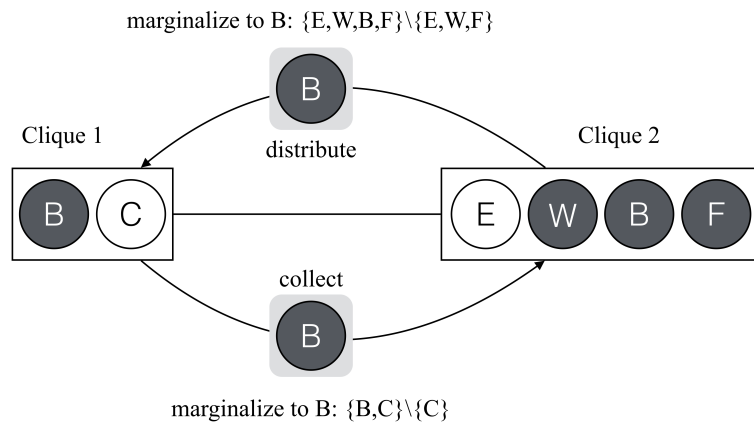 marginalize to B: {E,W,B,F}\{E,W,F}
B
Clique 1
distribute
Clique 2
B C
E W B F
collect
B
marginalize to B: {B,C}\{C}